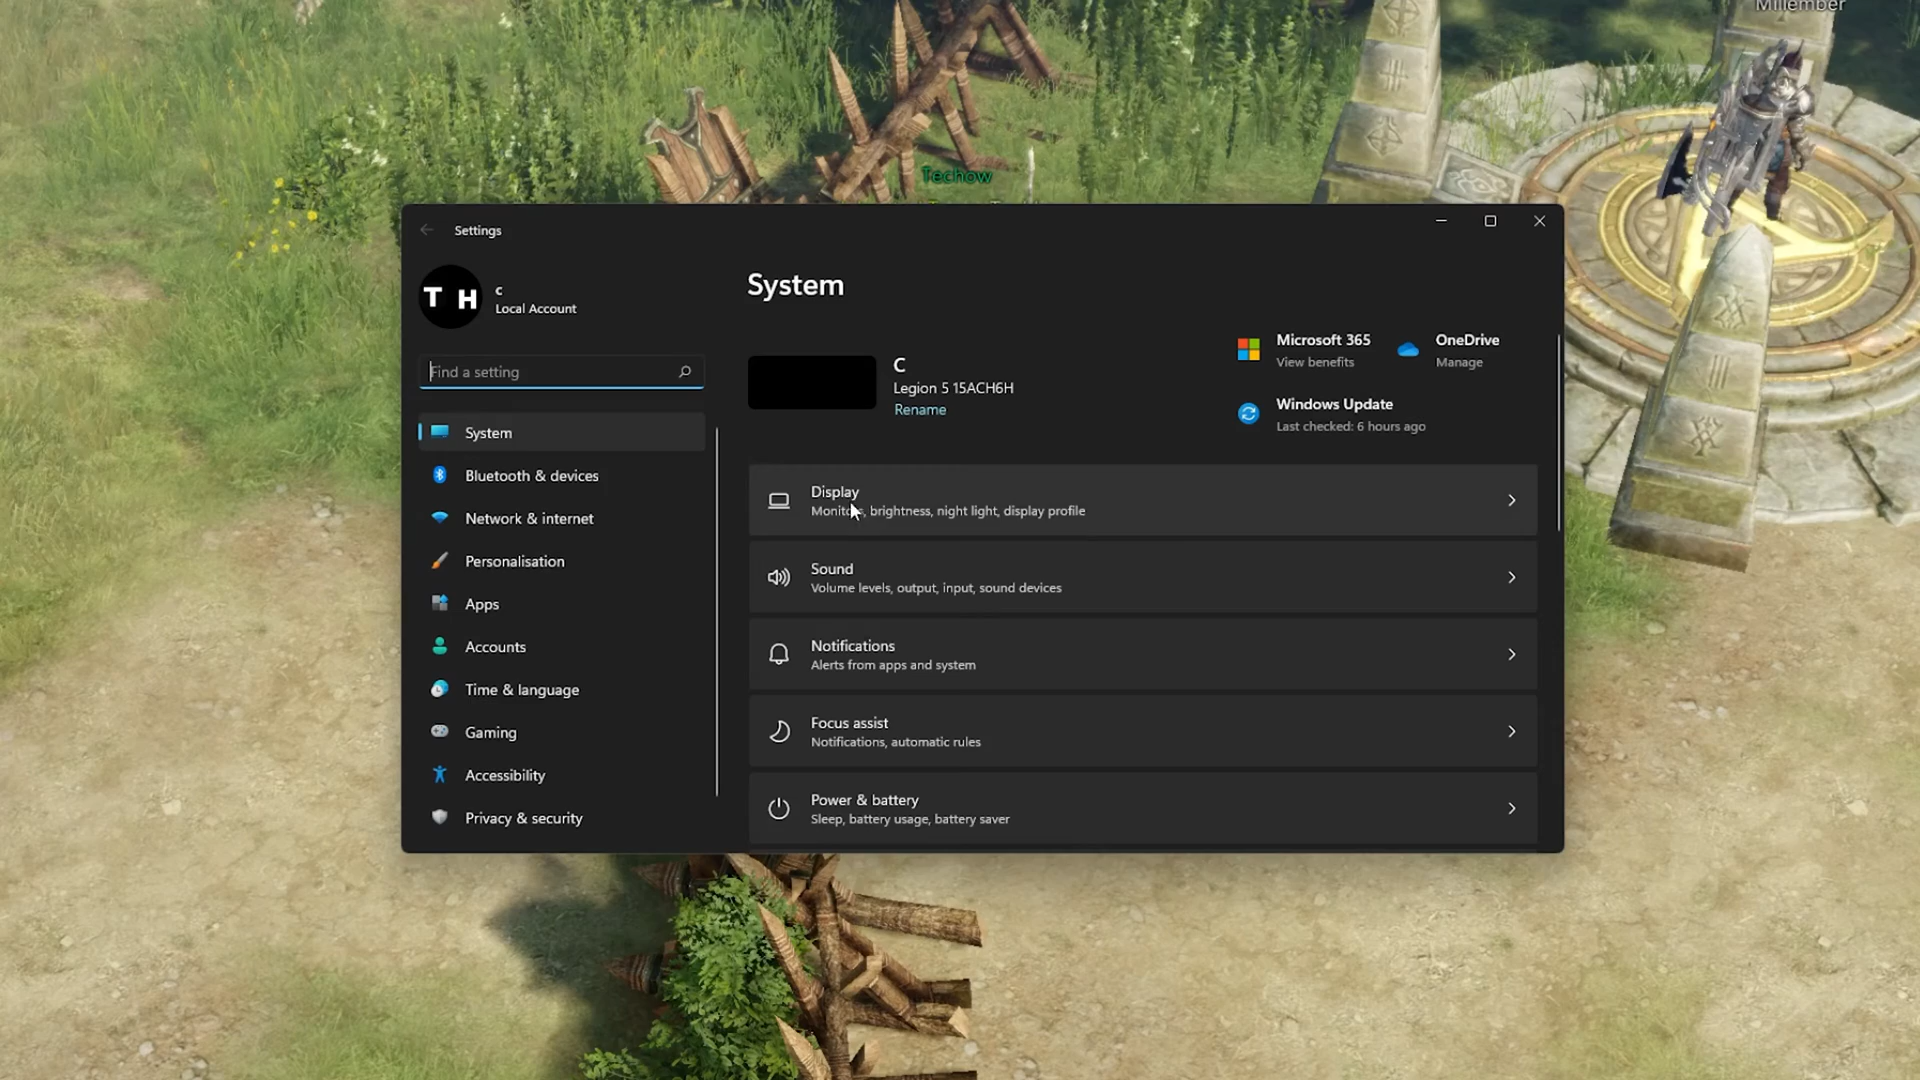 Millember
Techow
Settings
T H
c
Local Account
Find a setting
System
Bluetooth & devices
Network & internet
Personalisation
Apps
Accounts
Time & language
Gaming
Accessibility
Privacy & security
System
C
Legion 5 15ACH6H
Rename
Microsoft 365
View benefits
OneDrive
Manage
Windows Update
Last checked: 6 hours ago
Display
Monitors, brightness, night light, display profile
Sound
Volume levels, output, input, sound devices
Notifications
Alerts from apps and system
Focus assist
Notifications, automatic rules
Power & battery
Sleep, battery usage, battery saver